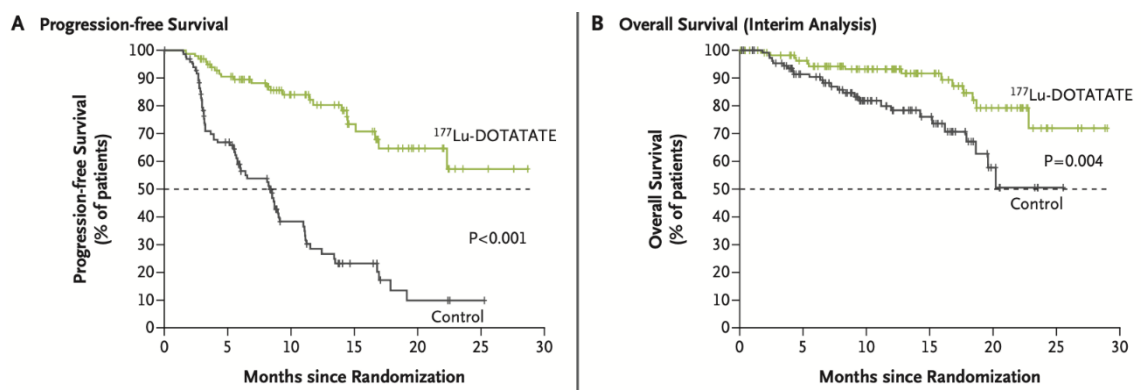 A Progression-free Survival
Progression-free Survival
(% of patients)
100
90
80
70
60
50
40
30
20
10
0
0 5 10 15 20 25 30
Months since Randomization
¹⁷⁷Lu-DOTATATE
P<0.001
Control
B Overall Survival (Interim Analysis)
Overall Survival
(% of patients)
100
90
80
70
60
50
40
30
20
10
0
0 5 10 15 20 25 30
Months since Randomization
¹⁷⁷Lu-DOTATATE
P=0.004
Control